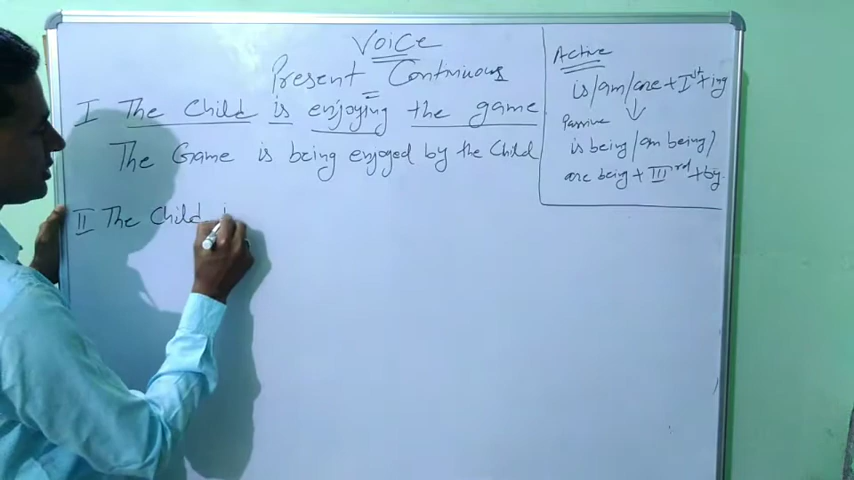 Voice
Present Continuous
I The Child is enjoying the game
The Game is being enjoyed by the Child
II The Child i
Active
is/am/are + Ist + ing
Passive
is being/am being/
are being + IIIrd + by.